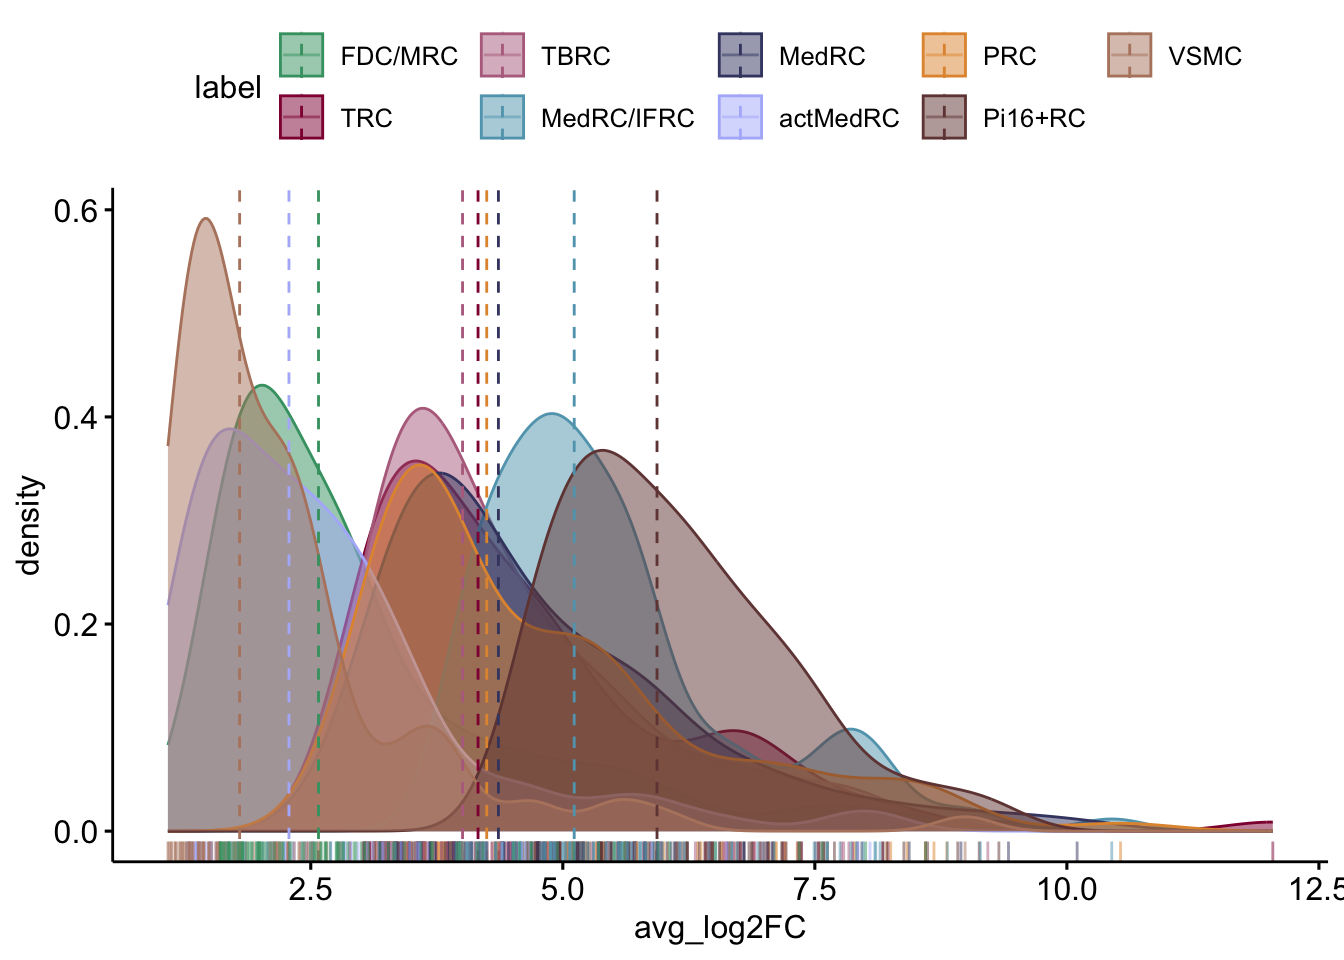 label
FDC/MRC TBRC MedRC PRC VSMC
TRC MedRC/IFRC actMedRC Pi16+RC
0.6
0.4
0.2
0.0
density
2.5 5.0 7.5 10.0 12.5
avg_log2FC